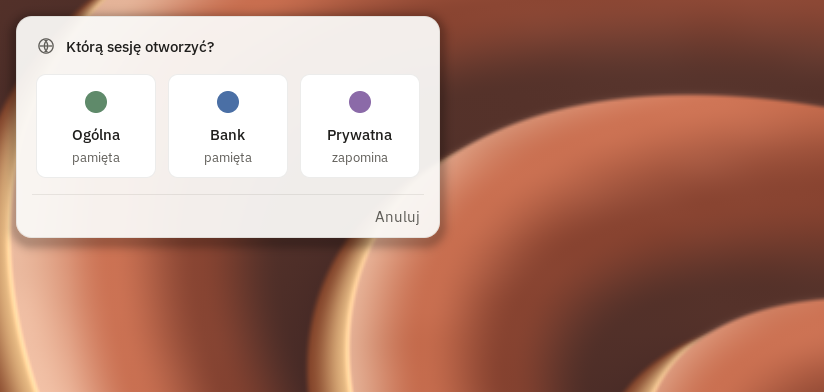 Którą sesję otworzyć?
Ogólna
pamięta
Bank
pamięta
Prywatna
zapomina
Anuluj